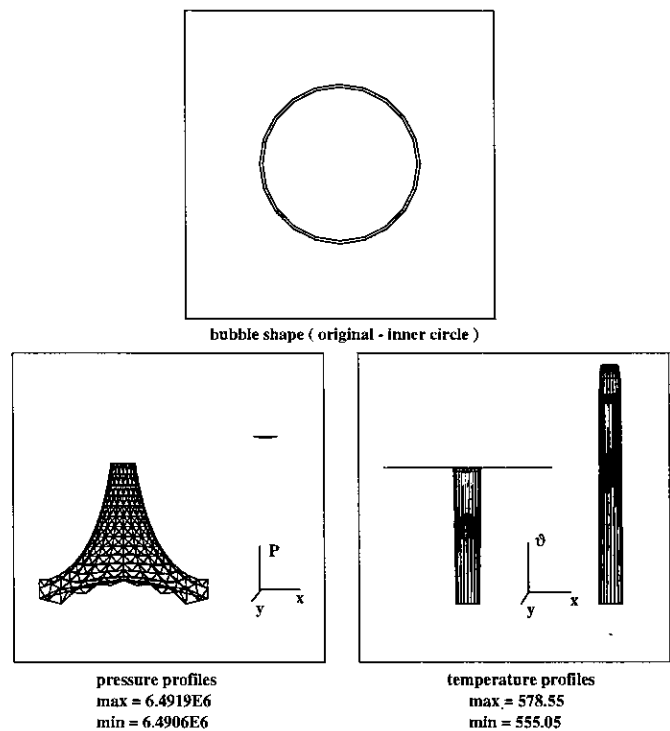 bubble shape ( original - inner circle )
P
y x
ϑ
y x
pressure profiles
max = 6.4919E6
min = 6.4906E6
temperature profiles
max = 578.55
min = 555.05